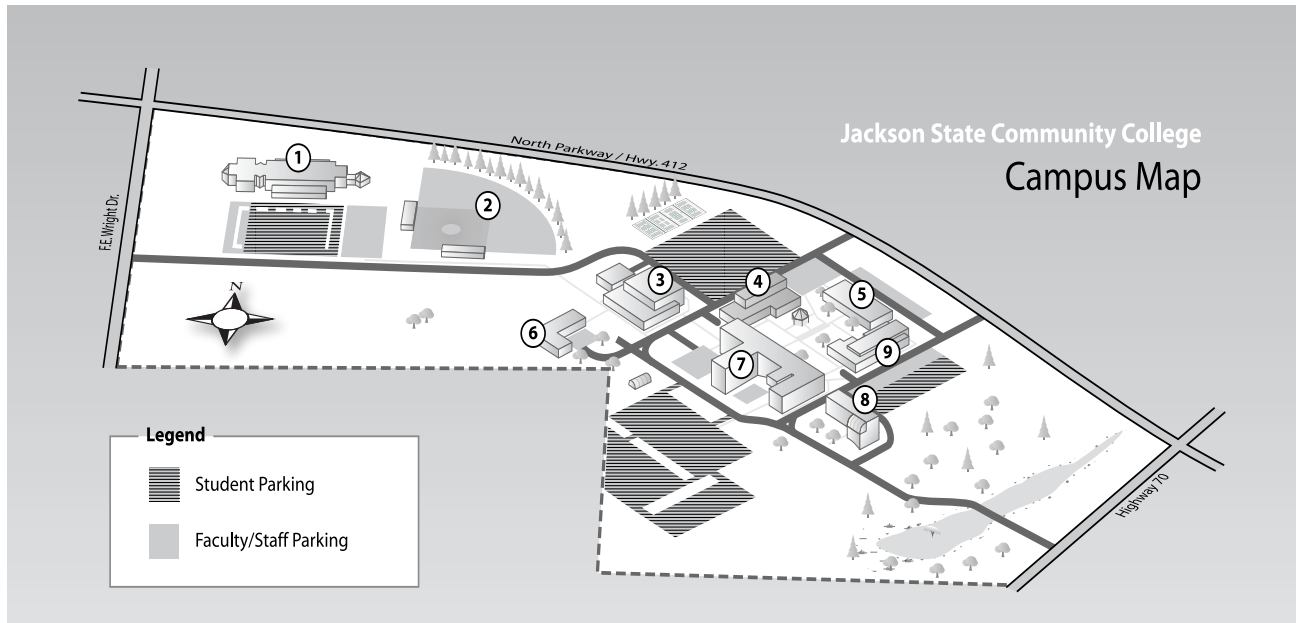 Jackson State Community College
Campus Map
North Parkway / Hwy. 412
F.E. Wright Dr.
Highway 70
N
1
2
3
4
5
6
7
8
9
Legend
Student Parking
Faculty/Staff Parking